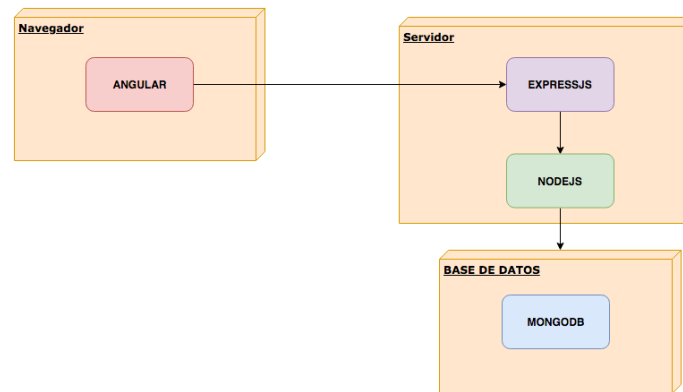 Navegador
ANGULAR
Servidor
EXPRESSJS
NODEJS
BASE DE DATOS
MONGODB